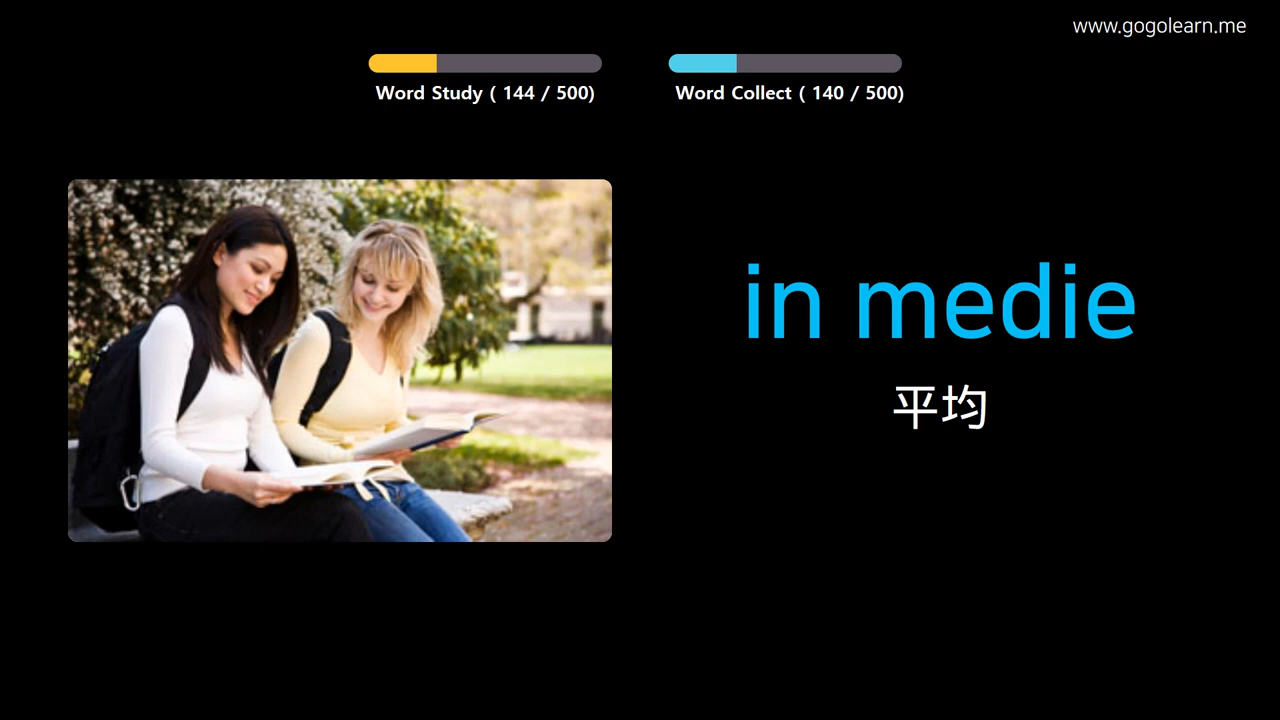 www.gogolearn.me
Word Study ( 144 / 500)
Word Collect ( 140 / 500)
in medie
平均